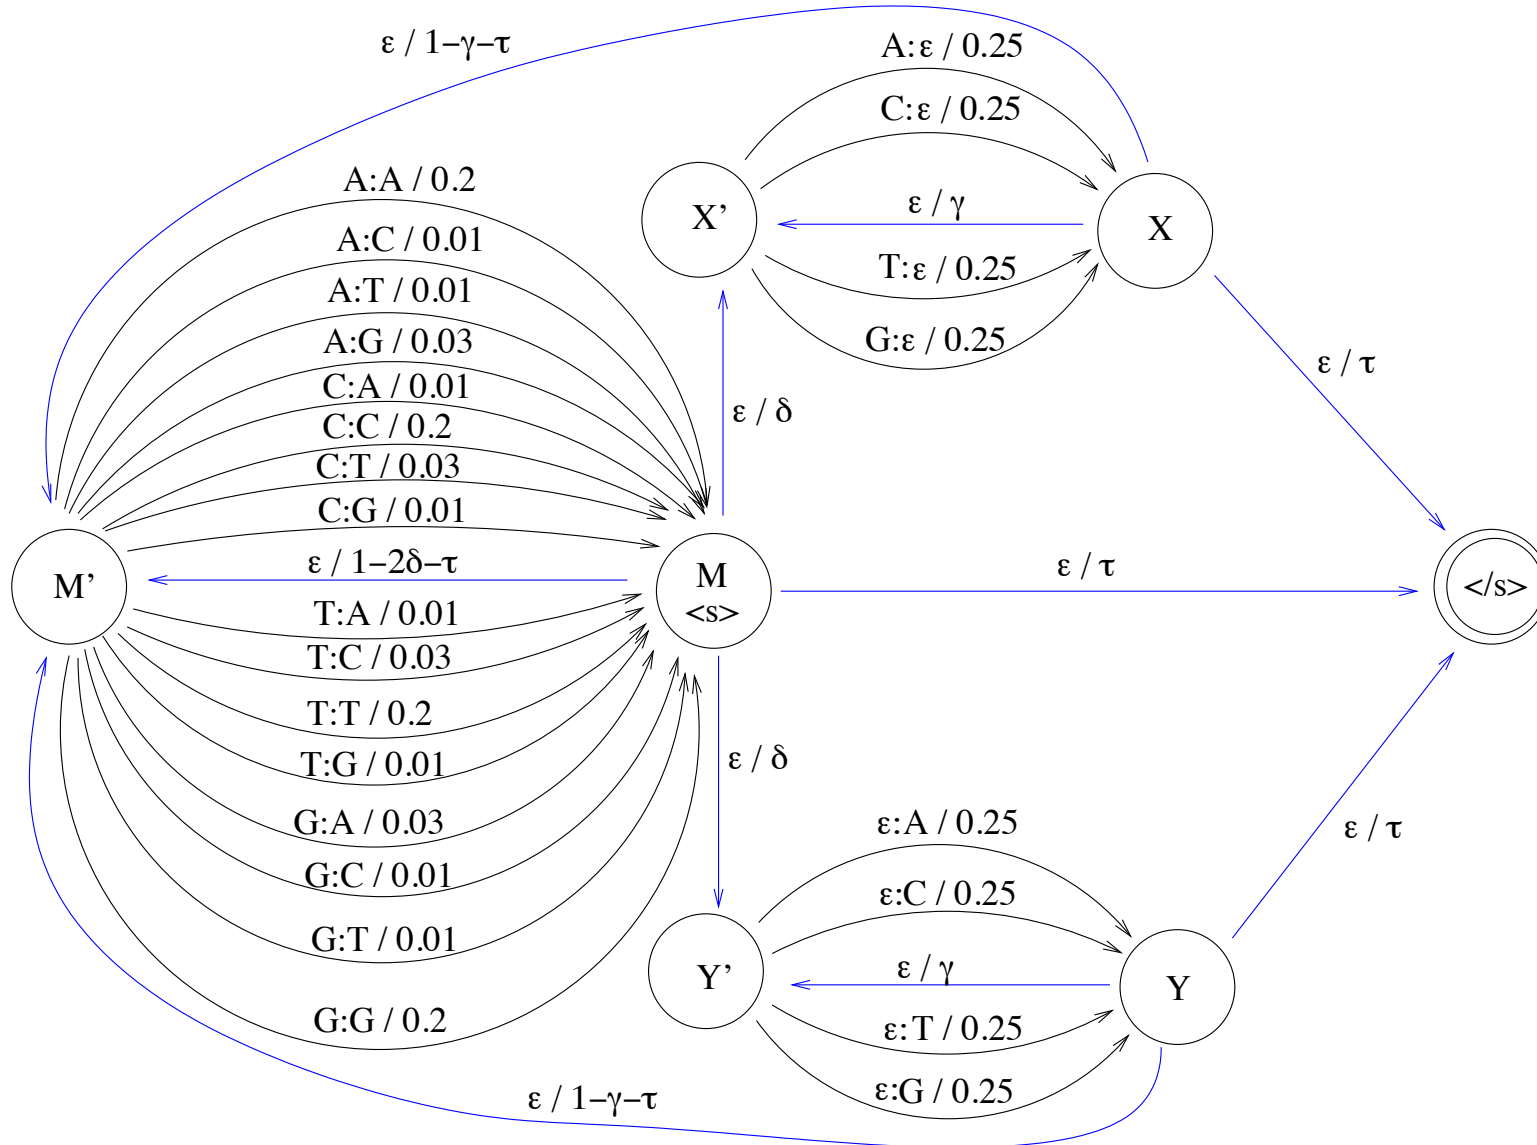 ε / 1−γ−τ
A:ε / 0.25
C:ε / 0.25
X’
ε / γ
X
T:ε / 0.25
G:ε / 0.25
A:A / 0.2
A:C / 0.01
A:T / 0.01
A:G / 0.03
C:A / 0.01
C:C / 0.2
C:T / 0.03
C:G / 0.01
ε / δ
ε / τ
M’
ε / 1−2δ−τ
M
<s>
ε / τ
</s>
T:A / 0.01
T:C / 0.03
T:T / 0.2
T:G / 0.01
G:A / 0.03
G:C / 0.01
G:T / 0.01
G:G / 0.2
ε / δ
ε / τ
ε:A / 0.25
ε:C / 0.25
Y’
ε / γ
Y
ε:T / 0.25
ε:G / 0.25
ε / 1−γ−τ